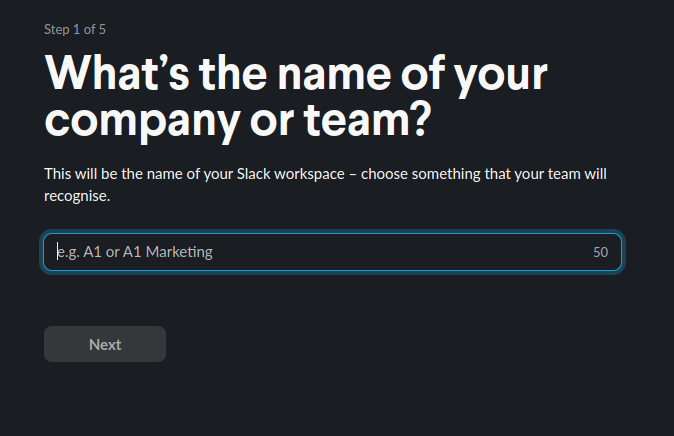 Step 1 of 5
What's the name of your
company or team?
This will be the name of your Slack workspace – choose something that your team will
recognise.
e.g. A1 or A1 Marketing 50
Next